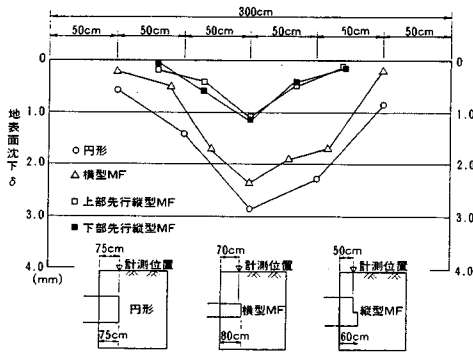 300cm
50cm 50cm 50cm 50cm 50cm 50cm
0 0
1.0 1.0
2.0 2.0
3.0 3.0
4.0 4.0
(mm)
地表面沈下δ
○ 円形
△ 横型MF
□ 上部先行縦型MF
■ 下部先行縦型MF
75cm 計測位置
円形
75cm
70cm 計測位置
横型MF
80cm
50cm 計測位置
縦型MF
60cm